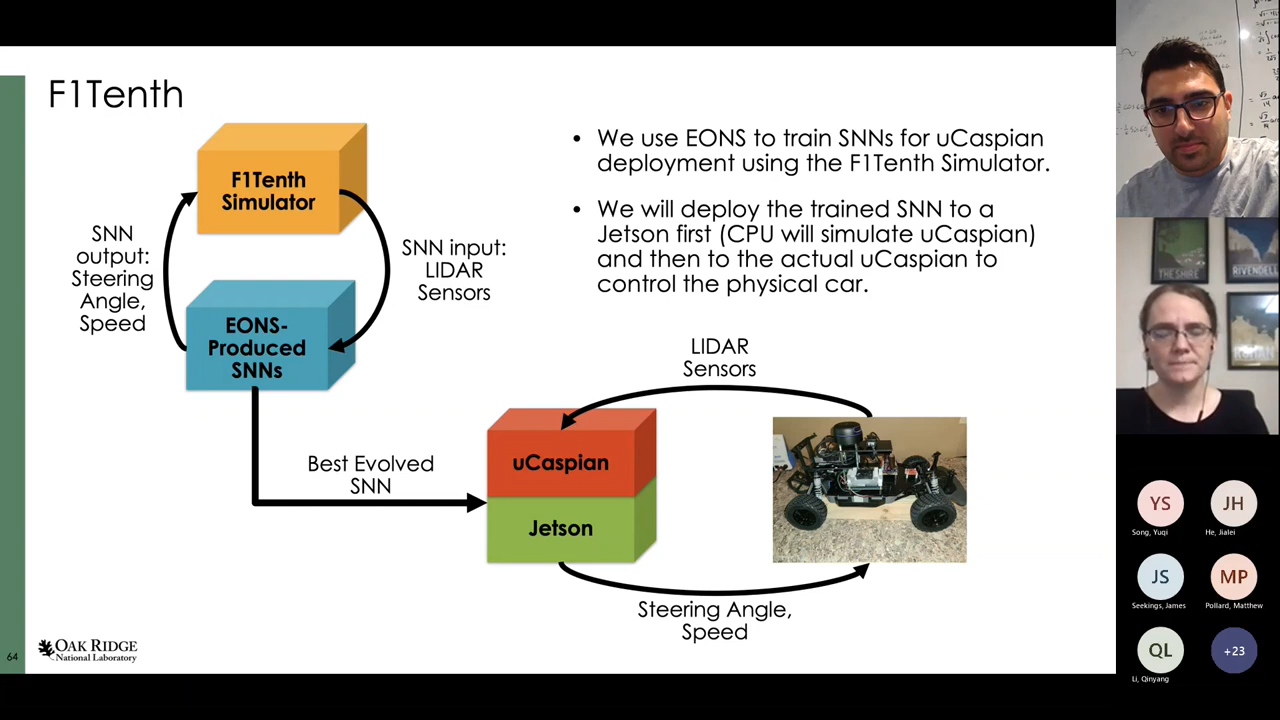 F1Tenth
F1Tenth
Simulator
SNN
output:
Steering
Angle,
Speed
SNN input:
LIDAR
Sensors
EONS-
Produced
SNNs
Best Evolved
SNN
• We use EONS to train SNNs for uCaspian
deployment using the F1Tenth Simulator.
• We will deploy the trained SNN to a
Jetson first (CPU will simulate uCaspian)
and then to the actual uCaspian to
control the physical car.
LIDAR
Sensors
uCaspian
Jetson
Steering Angle,
Speed
64
OAK RIDGE
National Laboratory
THE SHIRE
RIVENDELL
YS
Song, Yuqi
JH
He, Jialei
JS
Seekings, James
MP
Pollard, Matthew
QL
Li, Qinyang
+23